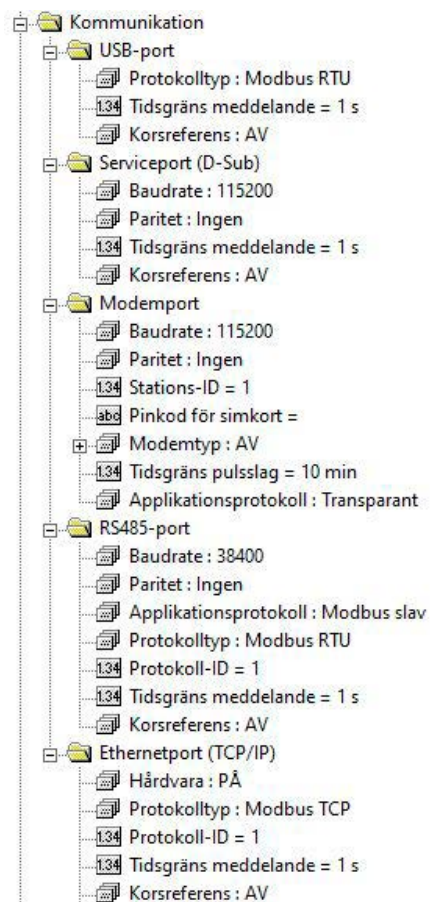 Kommunikation
USB-port
Protokolltyp : Modbus RTU
1.34 Tidsgräns meddelande = 1 s
Korsreferens : AV
Serviceport (D-Sub)
Baudrate : 115200
Paritet : Ingen
1.34 Tidsgräns meddelande = 1 s
Korsreferens : AV
Modemport
Baudrate : 115200
Paritet : Ingen
1.34 Stations-ID = 1
abc Pinkod för simkort =
Modemtyp : AV
1.34 Tidsgräns pulsslag = 10 min
Applikationsprotokoll : Transparant
RS485-port
Baudrate : 38400
Paritet : Ingen
Applikationsprotokoll : Modbus slav
Protokolltyp : Modbus RTU
1.34 Protokoll-ID = 1
1.34 Tidsgräns meddelande = 1 s
Korsreferens : AV
Ethernetport (TCP/IP)
Hårdvara : PÅ
Protokolltyp : Modbus TCP
1.34 Protokoll-ID = 1
1.34 Tidsgräns meddelande = 1 s
Korsreferens : AV